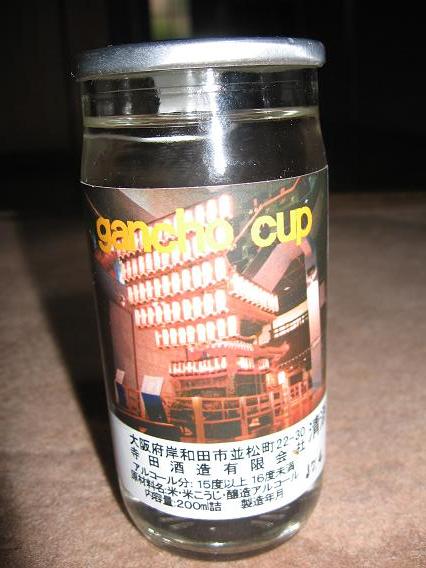 gancho cup
大阪府岸和田市並松町22-30
寺田酒造有限会社
アルコール分:15度以上 16度未満
原材料名:米・米こうじ・醸造アルコール
内容量:200ml詰 製造年月
清酒